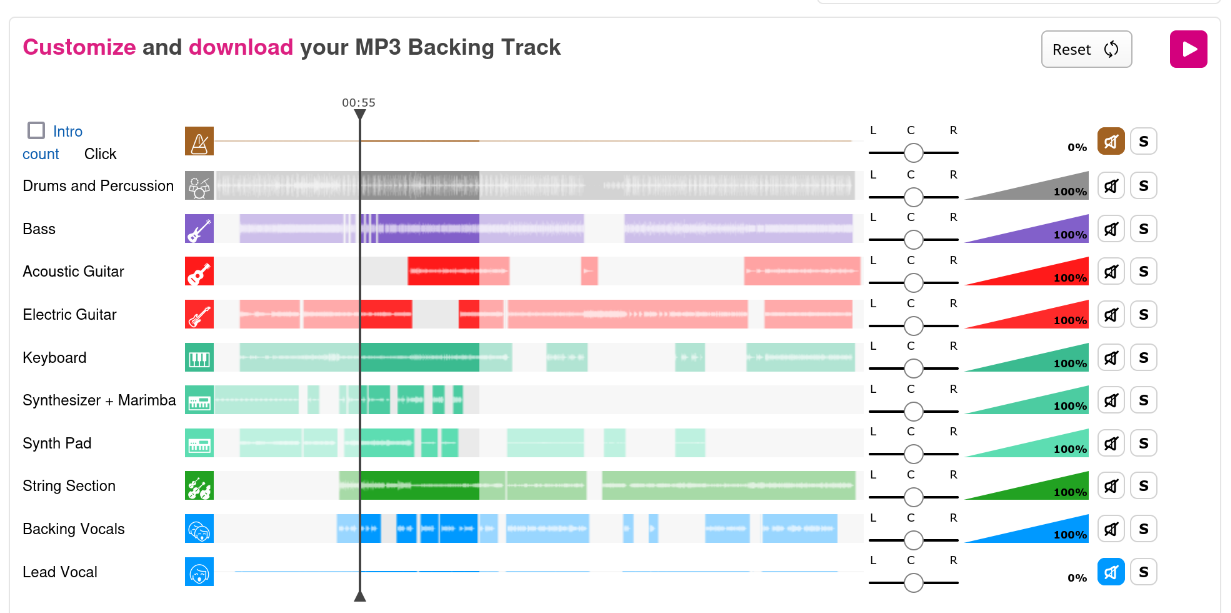 Customize and download your MP3 Backing Track
Reset
00:55
Intro
count Click
L C R
0%
S
Drums and Percussion
L C R
100%
S
Bass
L C R
100%
S
Acoustic Guitar
L C R
100%
S
Electric Guitar
L C R
100%
S
Keyboard
L C R
100%
S
Synthesizer + Marimba
L C R
100%
S
Synth Pad
L C R
100%
S
String Section
L C R
100%
S
Backing Vocals
L C R
100%
S
Lead Vocal
L C R
0%
S